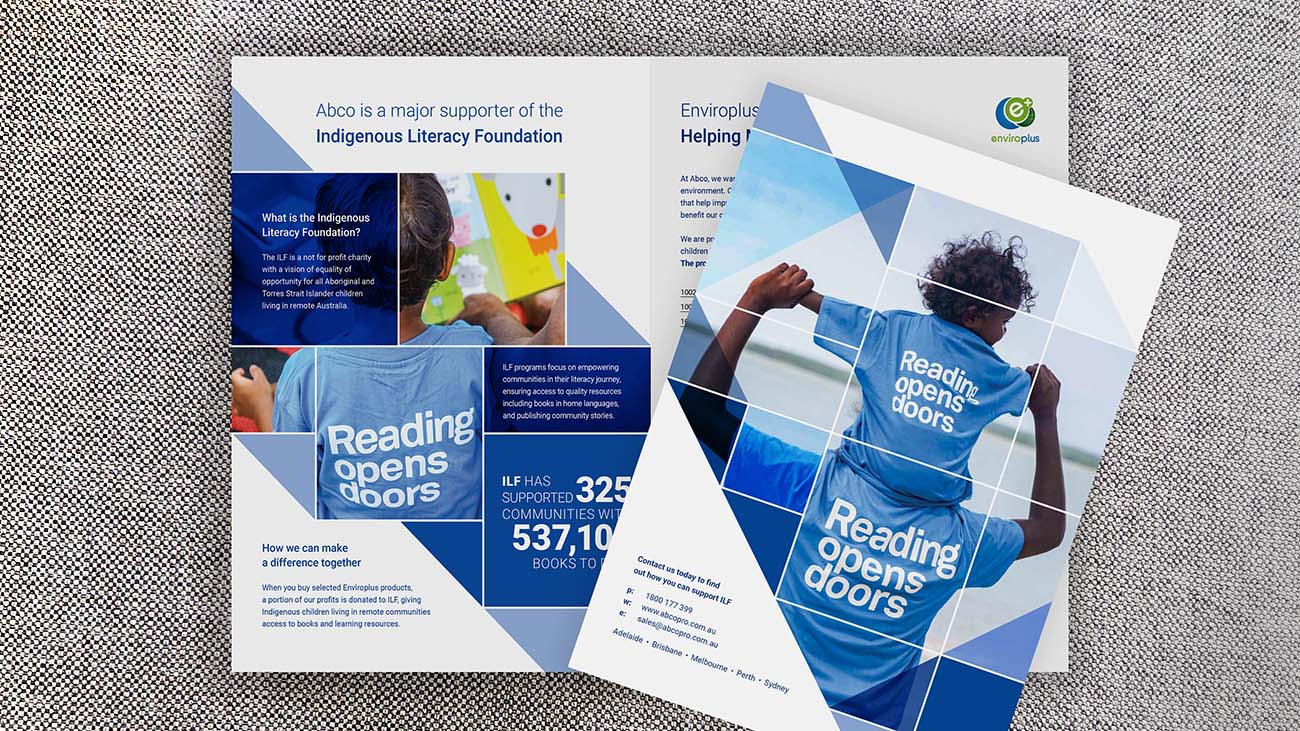 Abco is a major supporter of the
Indigenous Literacy Foundation
What is the Indigenous
Literacy Foundation?
The ILF is a not for profit charity
with a vision of equality of
opportunity for all Aboriginal and
Torres Strait Islander children
living in remote Australia.
Reading
opens
doors
ILF programs focus on empowering
communities in their literacy journey,
ensuring access to quality resources
including books in home languages,
and publishing community stories.
ILF HAS
SUPPORTED 325
COMMUNITIES
537,10
BOOKS TO
How we can make
a difference together
When you buy selected Enviroplus products,
a portion of our profits is donated to ILF, giving
Indigenous children living in remote communities
access to books and learning resources.
Enviroplus
Helping
e+
enviroplus
At Abco, we
environment.
that help
benefit our
We are
children
The
1002
100
Reading
opens
doors
Reading
opens
doors
Contact us today to find
out how you can support ILF
p: 1800 177 399
w: www.abcopro.com.au
e: sales@abcopro.com.au
Adelaide • Brisbane • Melbourne • Perth • Sydney